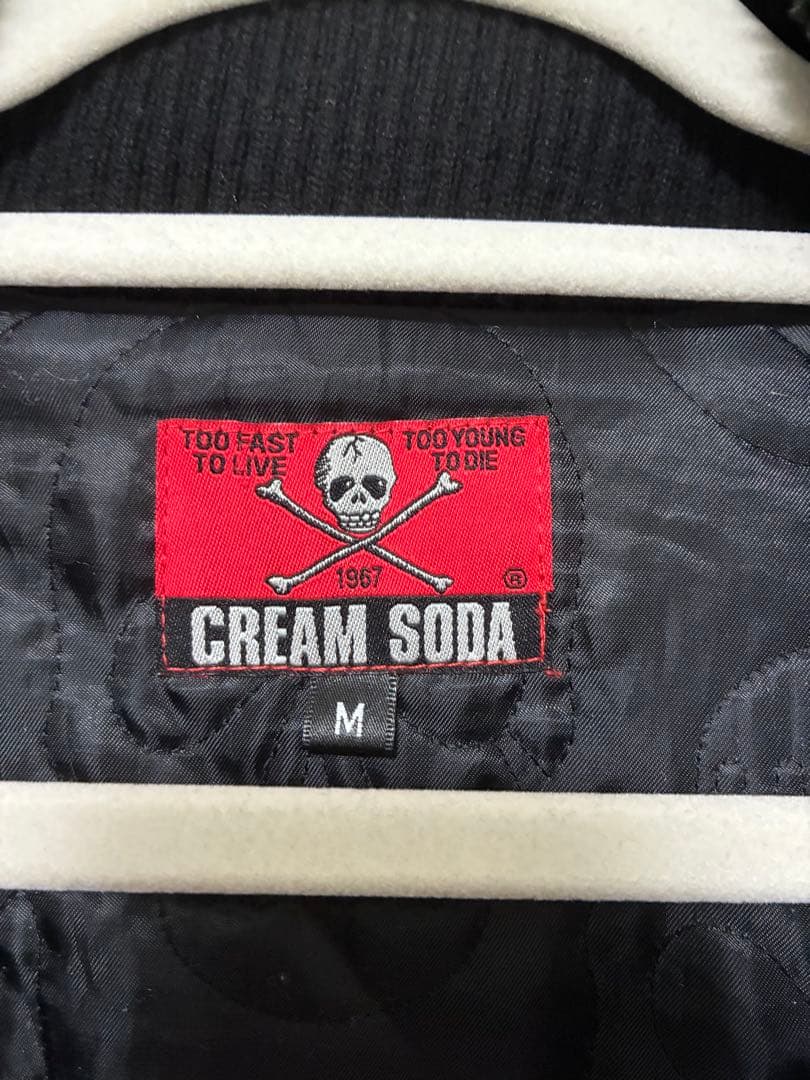 TOO FAST TOO YOUNG
TO LIVE TO DIE
1967 ®
CREAM SODA
M